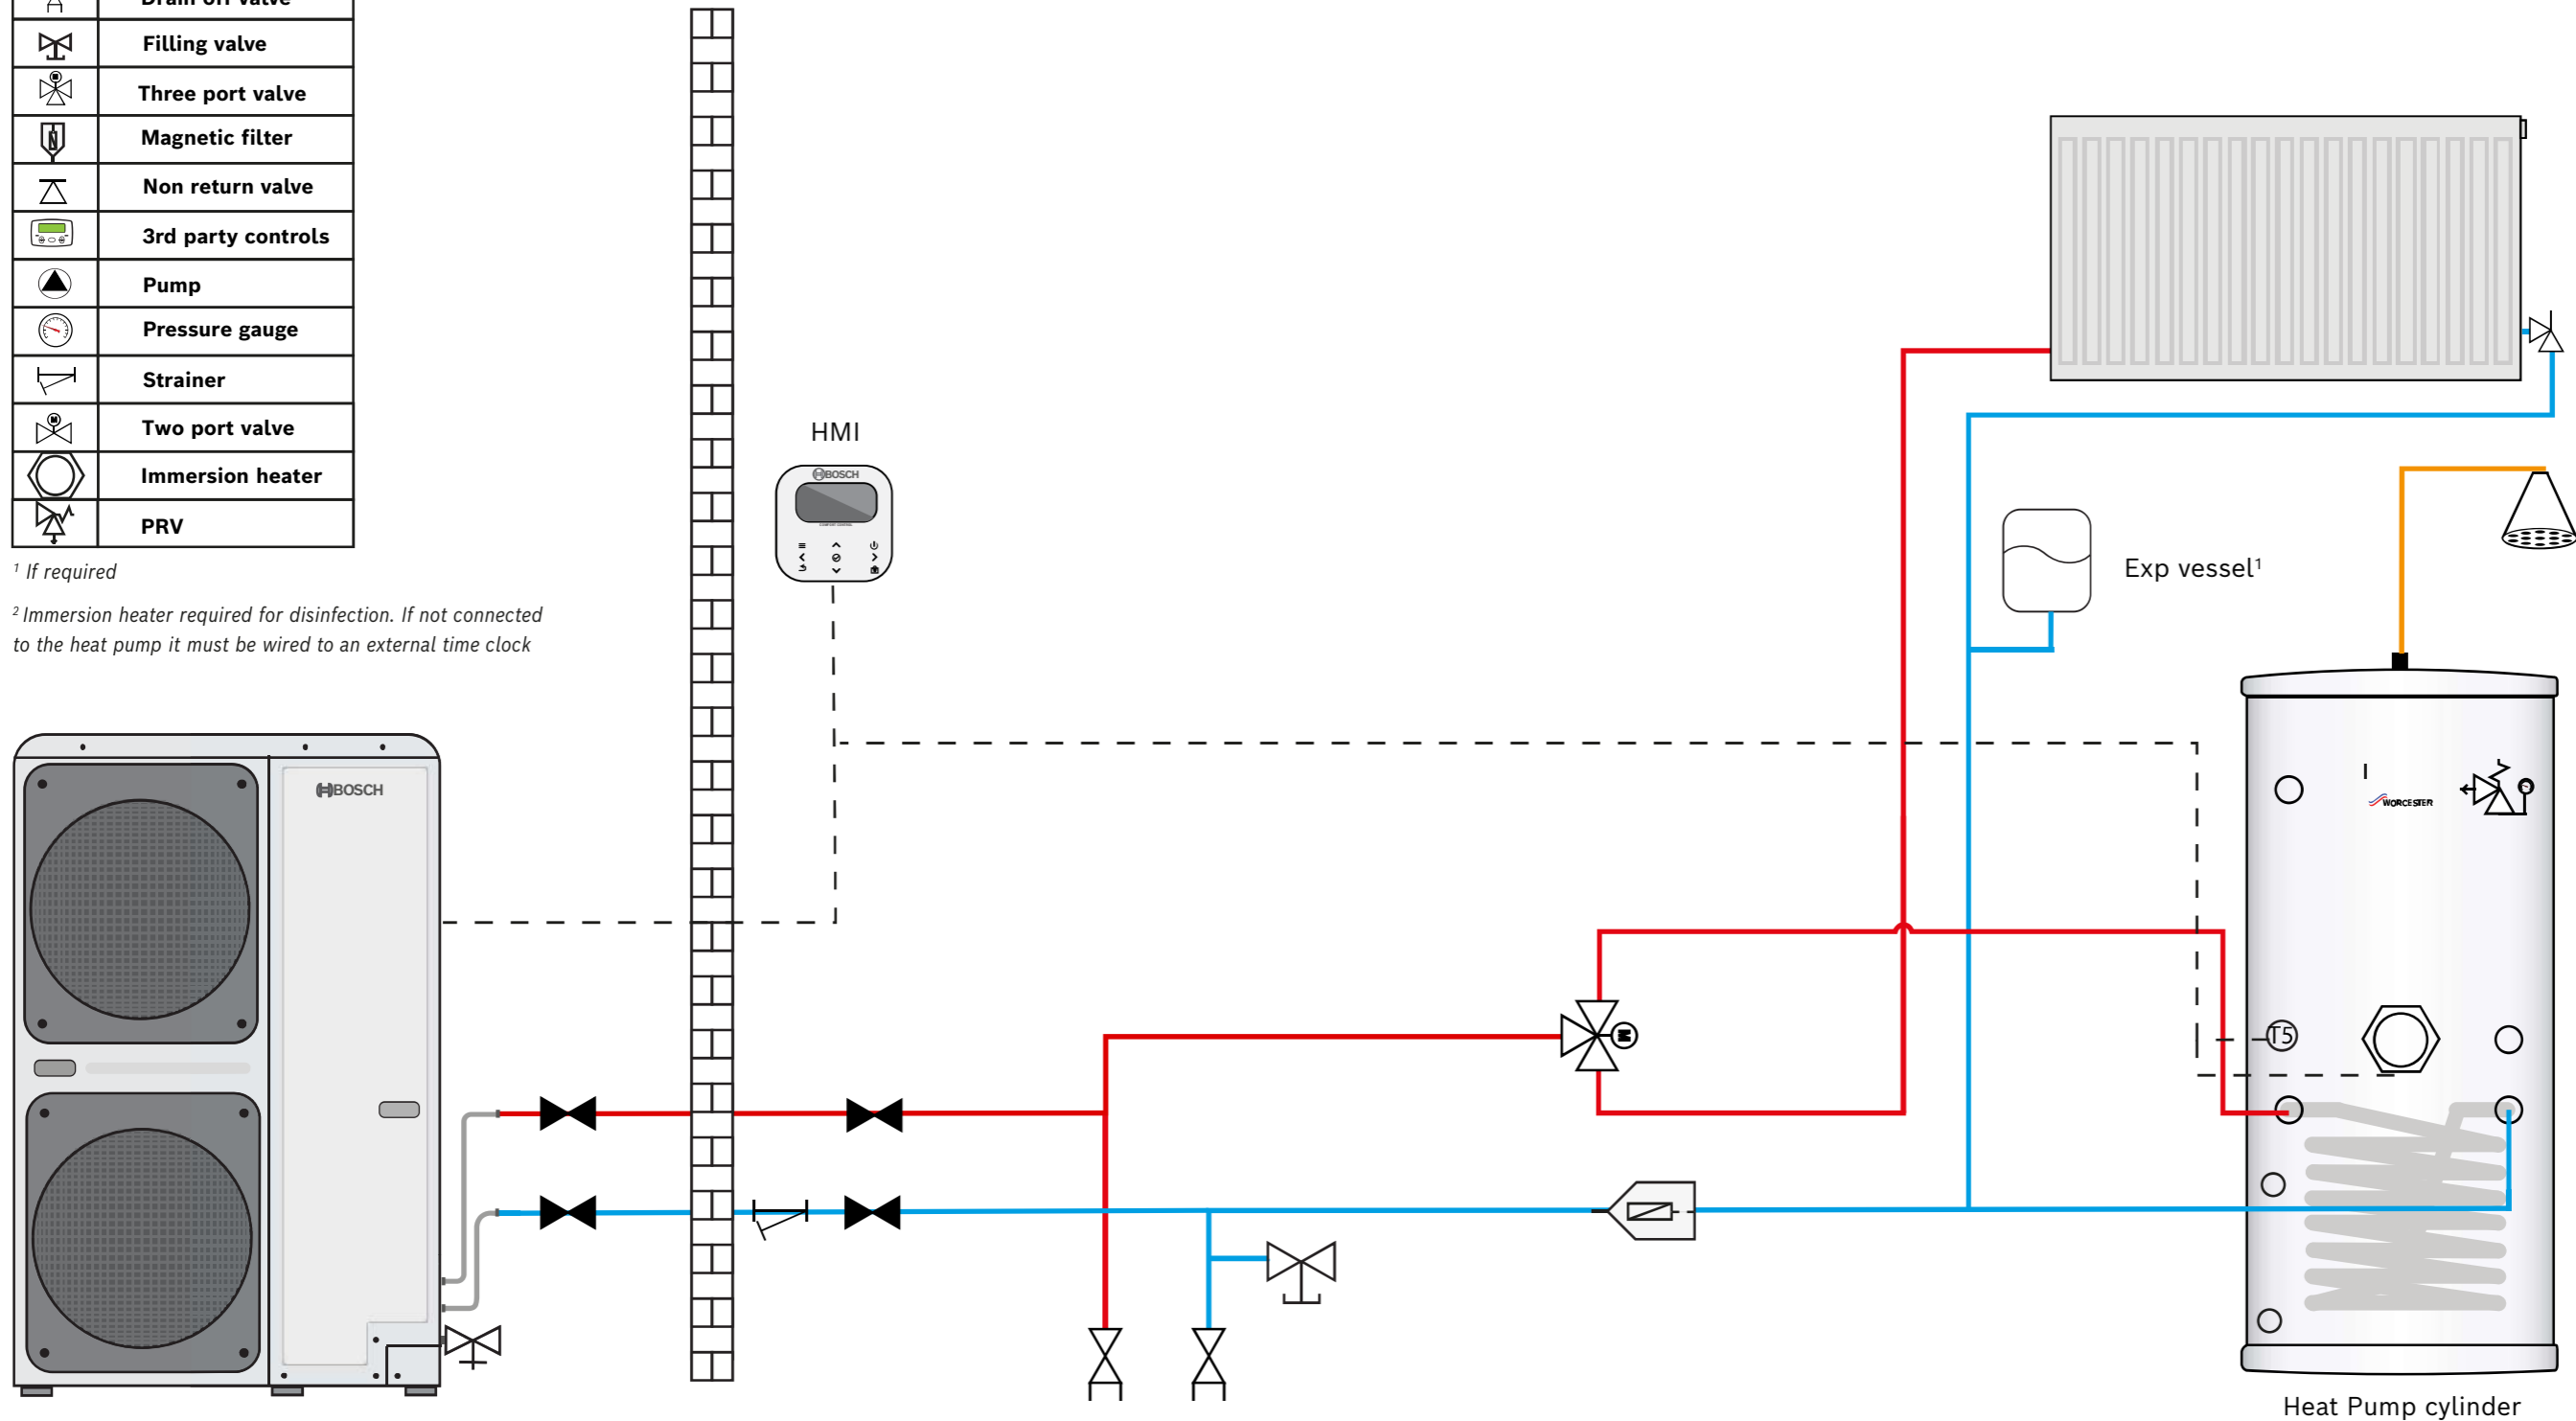 Drain off valve
Filling valve
Three port valve
Magnetic filter
Non return valve
3rd party controls
Pump
Pressure gauge
Strainer
M
Two port valve
Immersion heater
PRV
¹ If required
² Immersion heater required for disinfection. If not connected
to the heat pump it must be wired to an external time clock
HMI
BOSCH
Exp vessel¹
BOSCH
WORCESTER
M
T5
Heat Pump cylinder